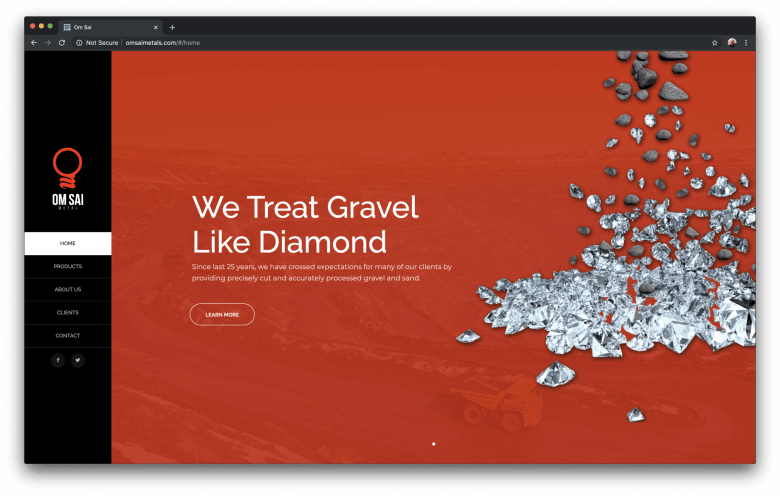 Om Sai
Not Secure | omsaimetals.com/#/home
OM SAI
METAL
HOME
PRODUCTS
ABOUT US
CLIENTS
CONTACT
We Treat Gravel
Like Diamond
Since last 25 years, we have crossed expectations for many of our clients by
providing precisely cut and accurately processed gravel and sand.
LEARN MORE